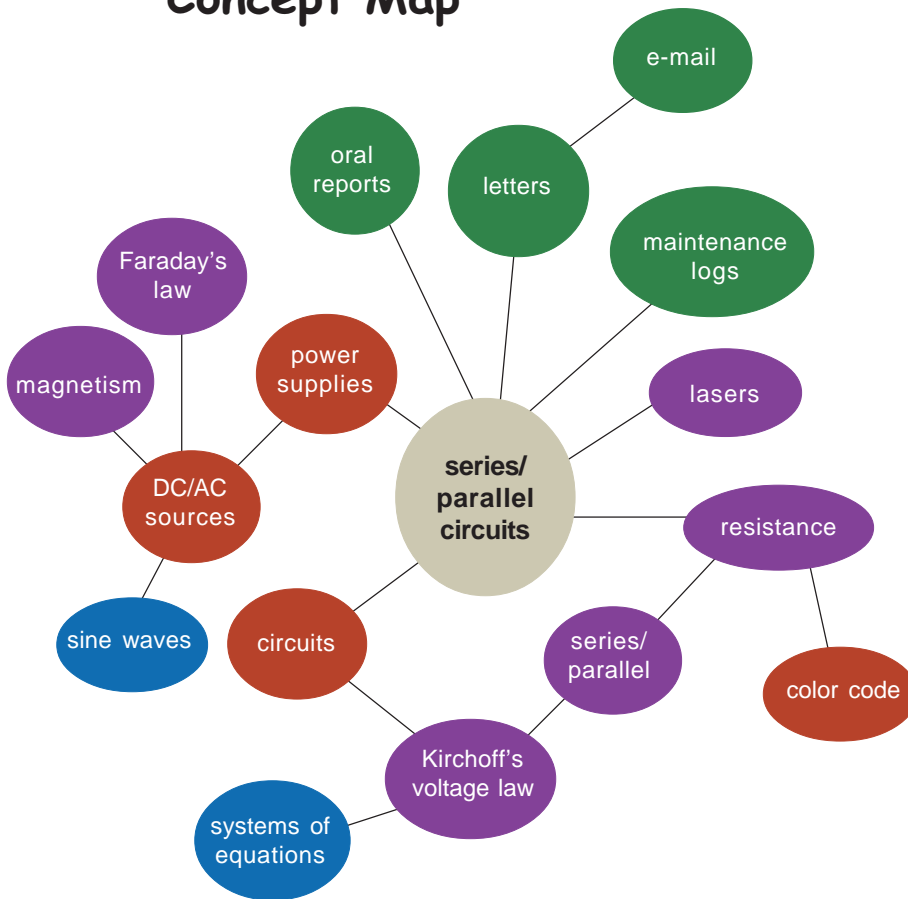 Concept Map
e-mail
oral
reports
letters
maintenance
logs
Faraday's
law
magnetism
power
supplies
lasers
series/
parallel
circuits
DC/AC
sources
resistance
sine waves
circuits
series/
parallel
color code
Kirchoff's
voltage law
systems of
equations